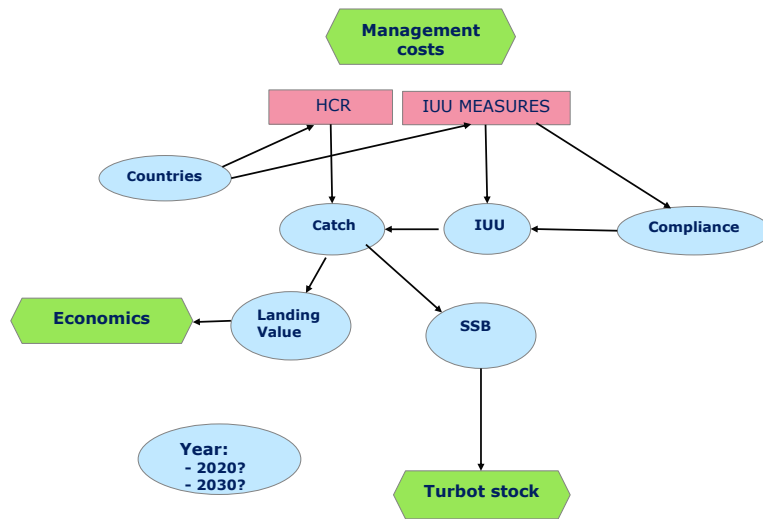 Management
costs
HCR
IUU MEASURES
Countries
Catch
IUU
Compliance
Economics
Landing
Value
SSB
Year:
- 2020?
- 2030?
Turbot stock